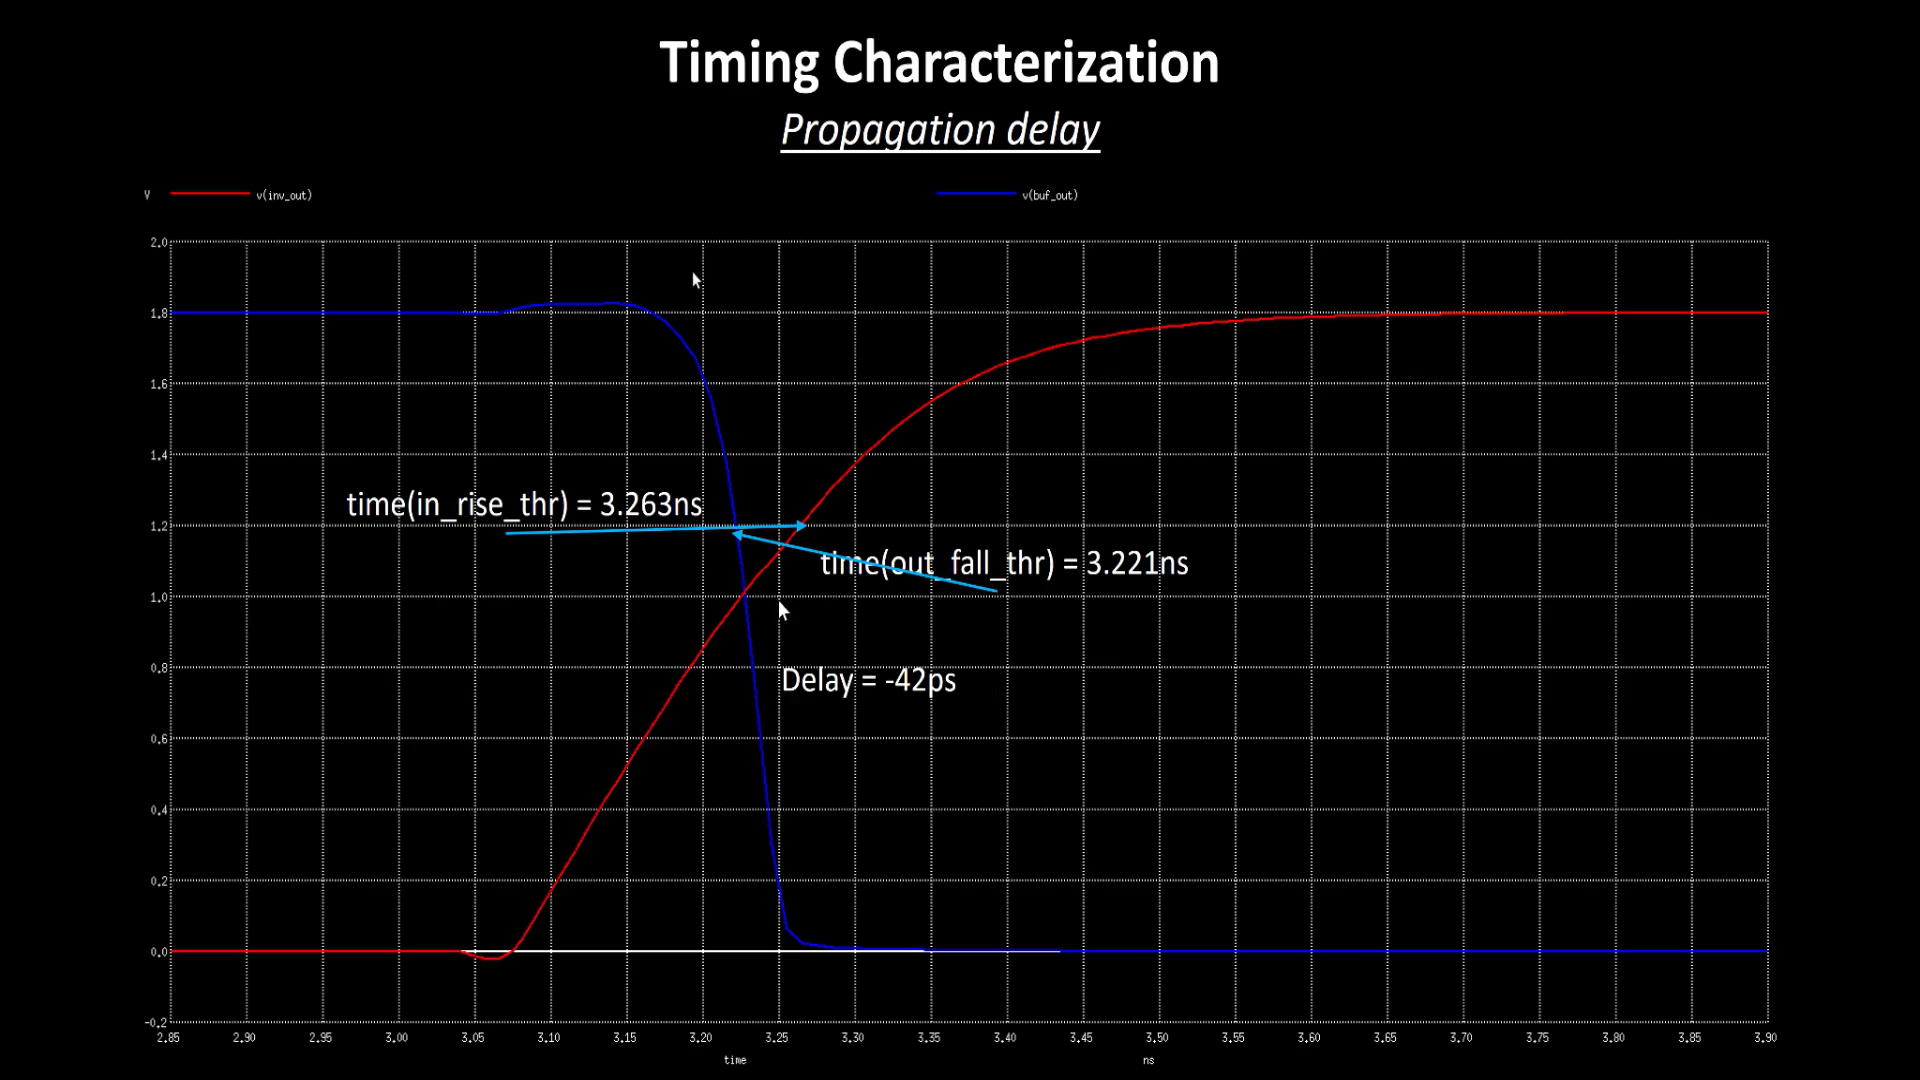 Timing Characterization
Propagation delay
V v(inv_out) v(buf_out)
2.0
1.8
1.6
1.4
time(in_rise_thr) = 3.263ns
1.2
time(out_fall_thr) = 3.221ns
1.0
0.8
Delay = -42ps
0.6
0.4
0.2
0.0
-0.2
2.85 2.90 2.95 3.00 3.05 3.10 3.15 3.20 3.25 3.30 3.35 3.40 3.45 3.50 3.55 3.60 3.65 3.70 3.75 3.80 3.85 3.90
time ns